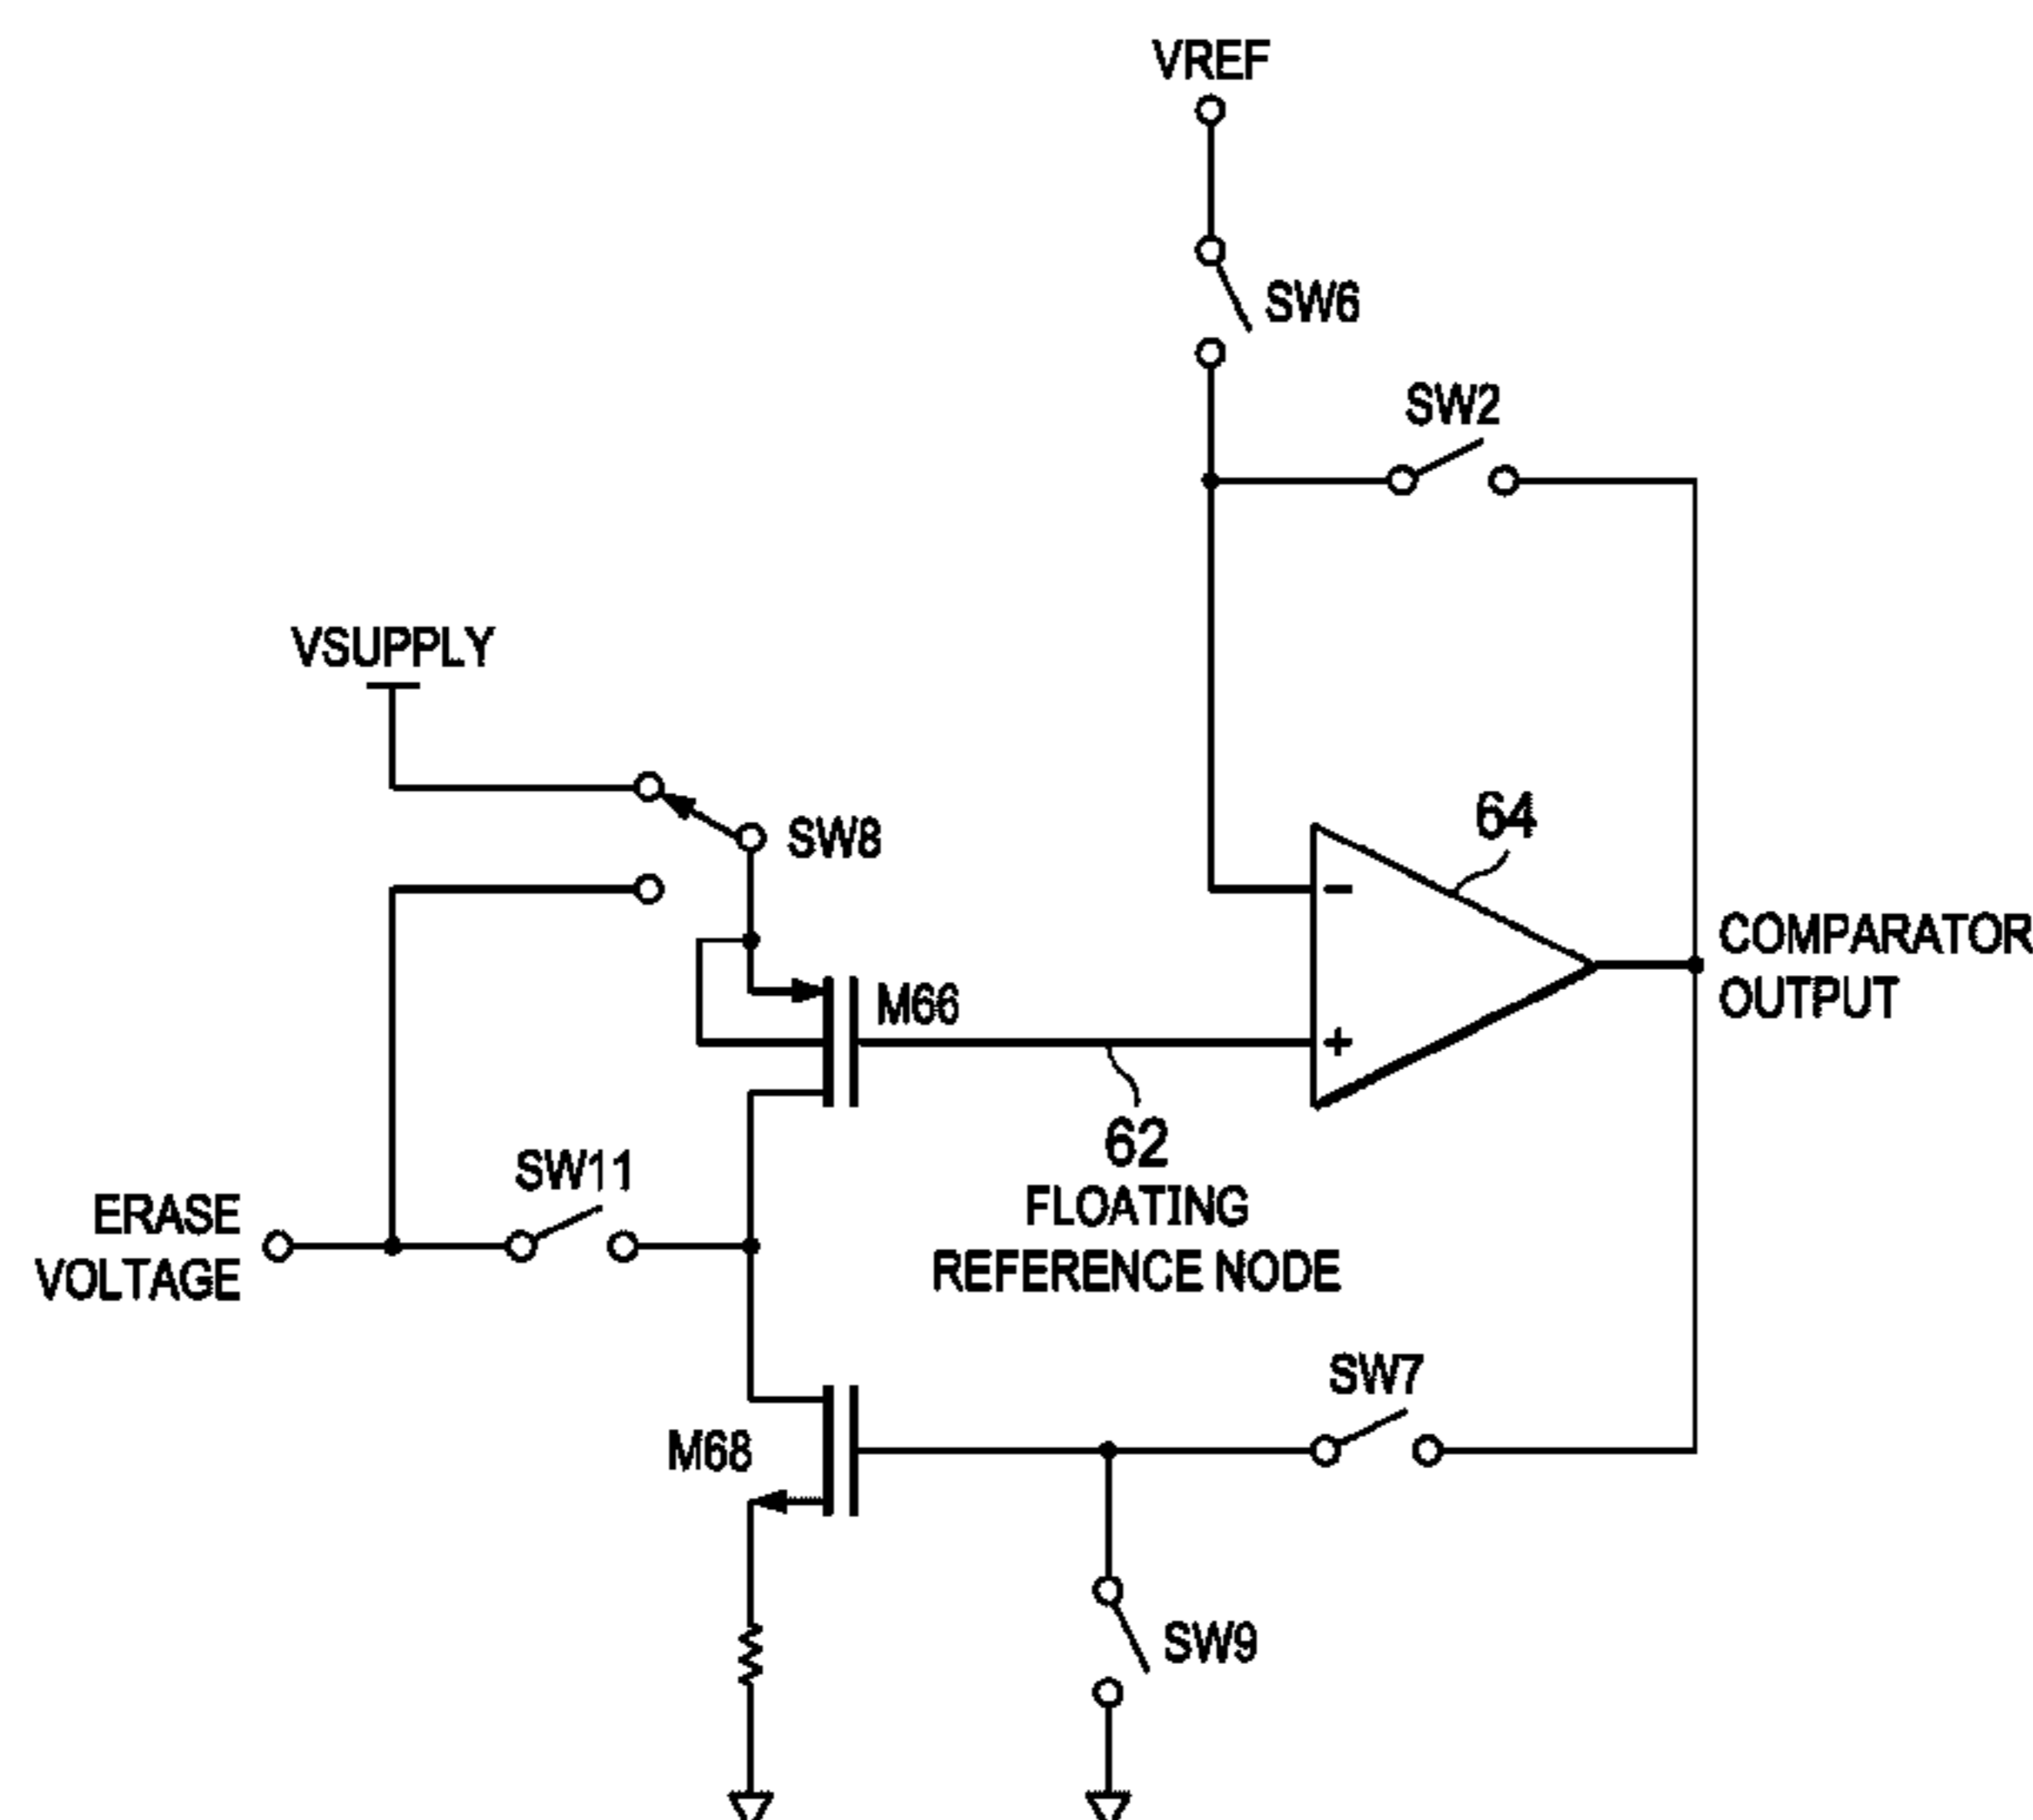 VREF
SW6
SW2
VSUPPLY
SW8
64
COMPARATOR
OUTPUT
M66
-
+
62
FLOATING
REFERENCE NODE
SW11
ERASE
VOLTAGE
SW7
M68
SW9